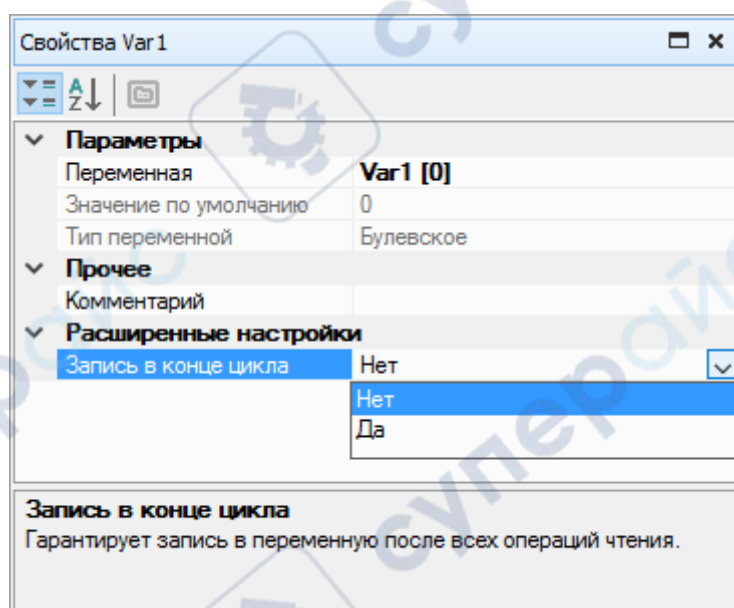 Свойства Var1
Параметры
Переменная Var1 [0]
Значение по умолчанию 0
Тип переменной Булевское
Прочее
Комментарий
Расширенные настройки
Запись в конце цикла Нет
Нет
Да
Запись в конце цикла
Гарантирует запись в переменную после всех операций чтения.